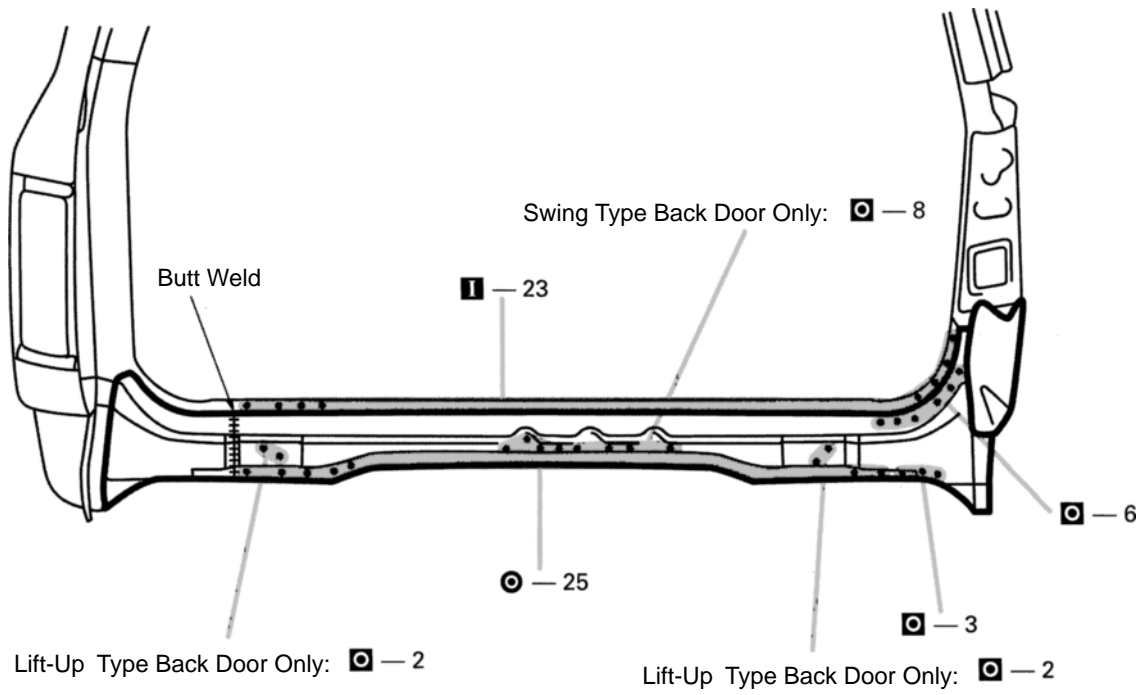 Swing Type Back Door Only: — 8
Butt Weld
I — 23
— 6
— 25
— 3
Lift-Up Type Back Door Only: — 2
Lift-Up Type Back Door Only: — 2